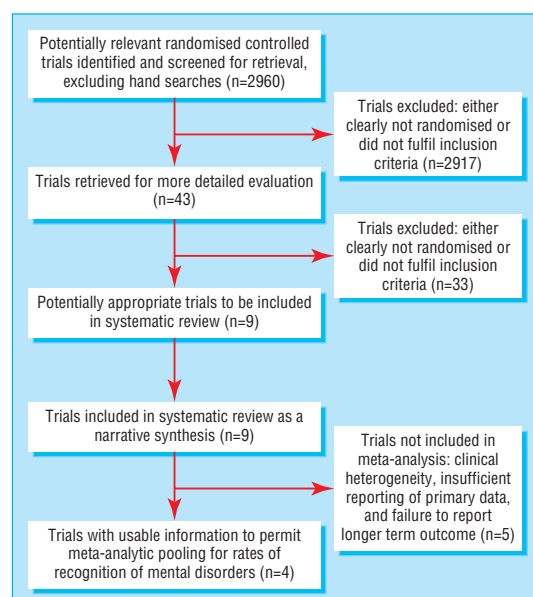 Potentially relevant randomised controlled
trials identified and screened for retrieval,
excluding hand searches (n=2960)
Trials excluded: either
clearly not randomised or
did not fulfil inclusion
criteria (n=2917)
Trials retrieved for more detailed evaluation
(n=43)
Trials excluded: either
clearly not randomised or
did not fulfil inclusion
criteria (n=33)
Potentially appropriate trials to be included
in systematic review (n=9)
Trials included in systematic review as a
narrative synthesis (n=9)
Trials not included in
meta-analysis: clinical
heterogeneity, insufficient
reporting of primary data,
and failure to report
longer term outcome (n=5)
Trials with usable information to permit
meta-analytic pooling for rates of
recognition of mental disorders (n=4)